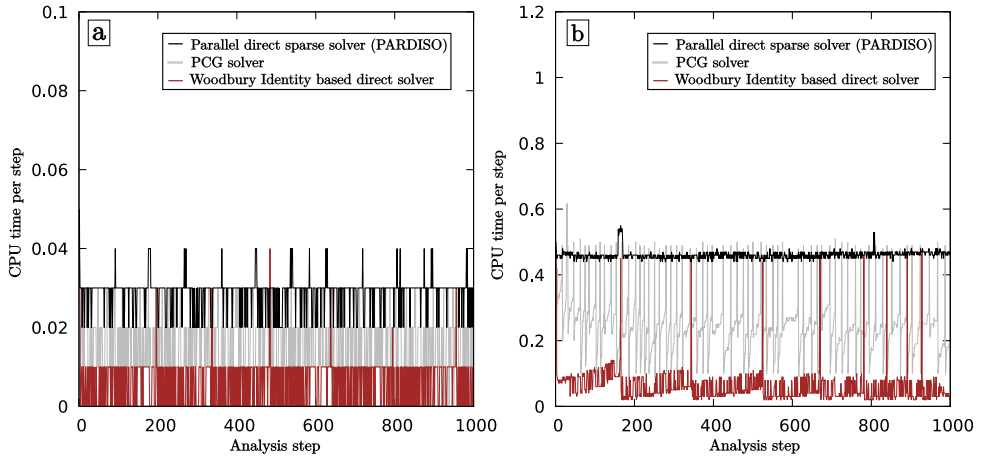 a
Parallel direct sparse solver (PARDISO)
PCG solver
Woodbury Identity based direct solver
0.1
0.08
0.06
0.04
0.02
0
0
200
400
600
800
1000
CPU time per step
Analysis step
b
Parallel direct sparse solver (PARDISO)
PCG solver
Woodbury Identity based direct solver
1.2
1
0.8
0.6
0.4
0.2
0
0
200
400
600
800
1000
CPU time per step
Analysis step